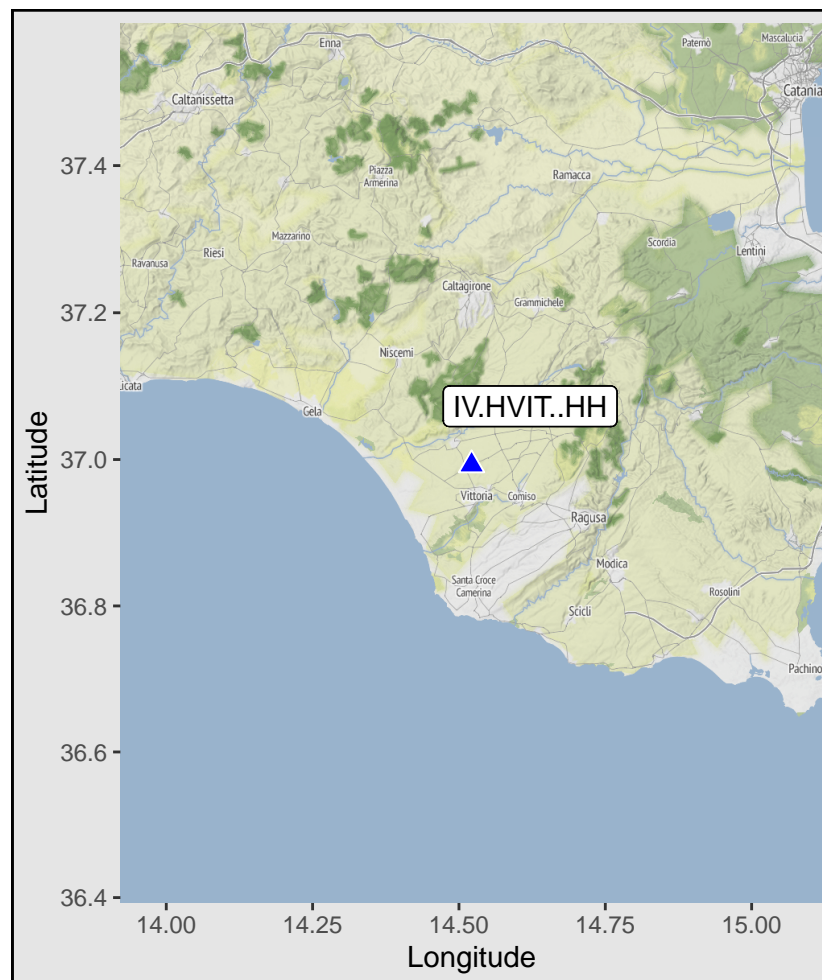 Enna
Paternò
Mascalucia
Catania
Caltanissetta
37.4
Piazza
Armerina
Ramacca
Mazzarino
Scordia
Riesi
Lentini
Ravanusa
Caltagirone
Grammichele
37.2
Niscemi
ucata
Gela
IV.HVIT..HH
37.0
Vittoria
Comiso
Ragusa
Modica
Santa Croce
Camerina
Rosolini
36.8
Scicli
Pachino
36.6
36.4
14.00 14.25 14.50 14.75 15.00
Longitude
Latitude